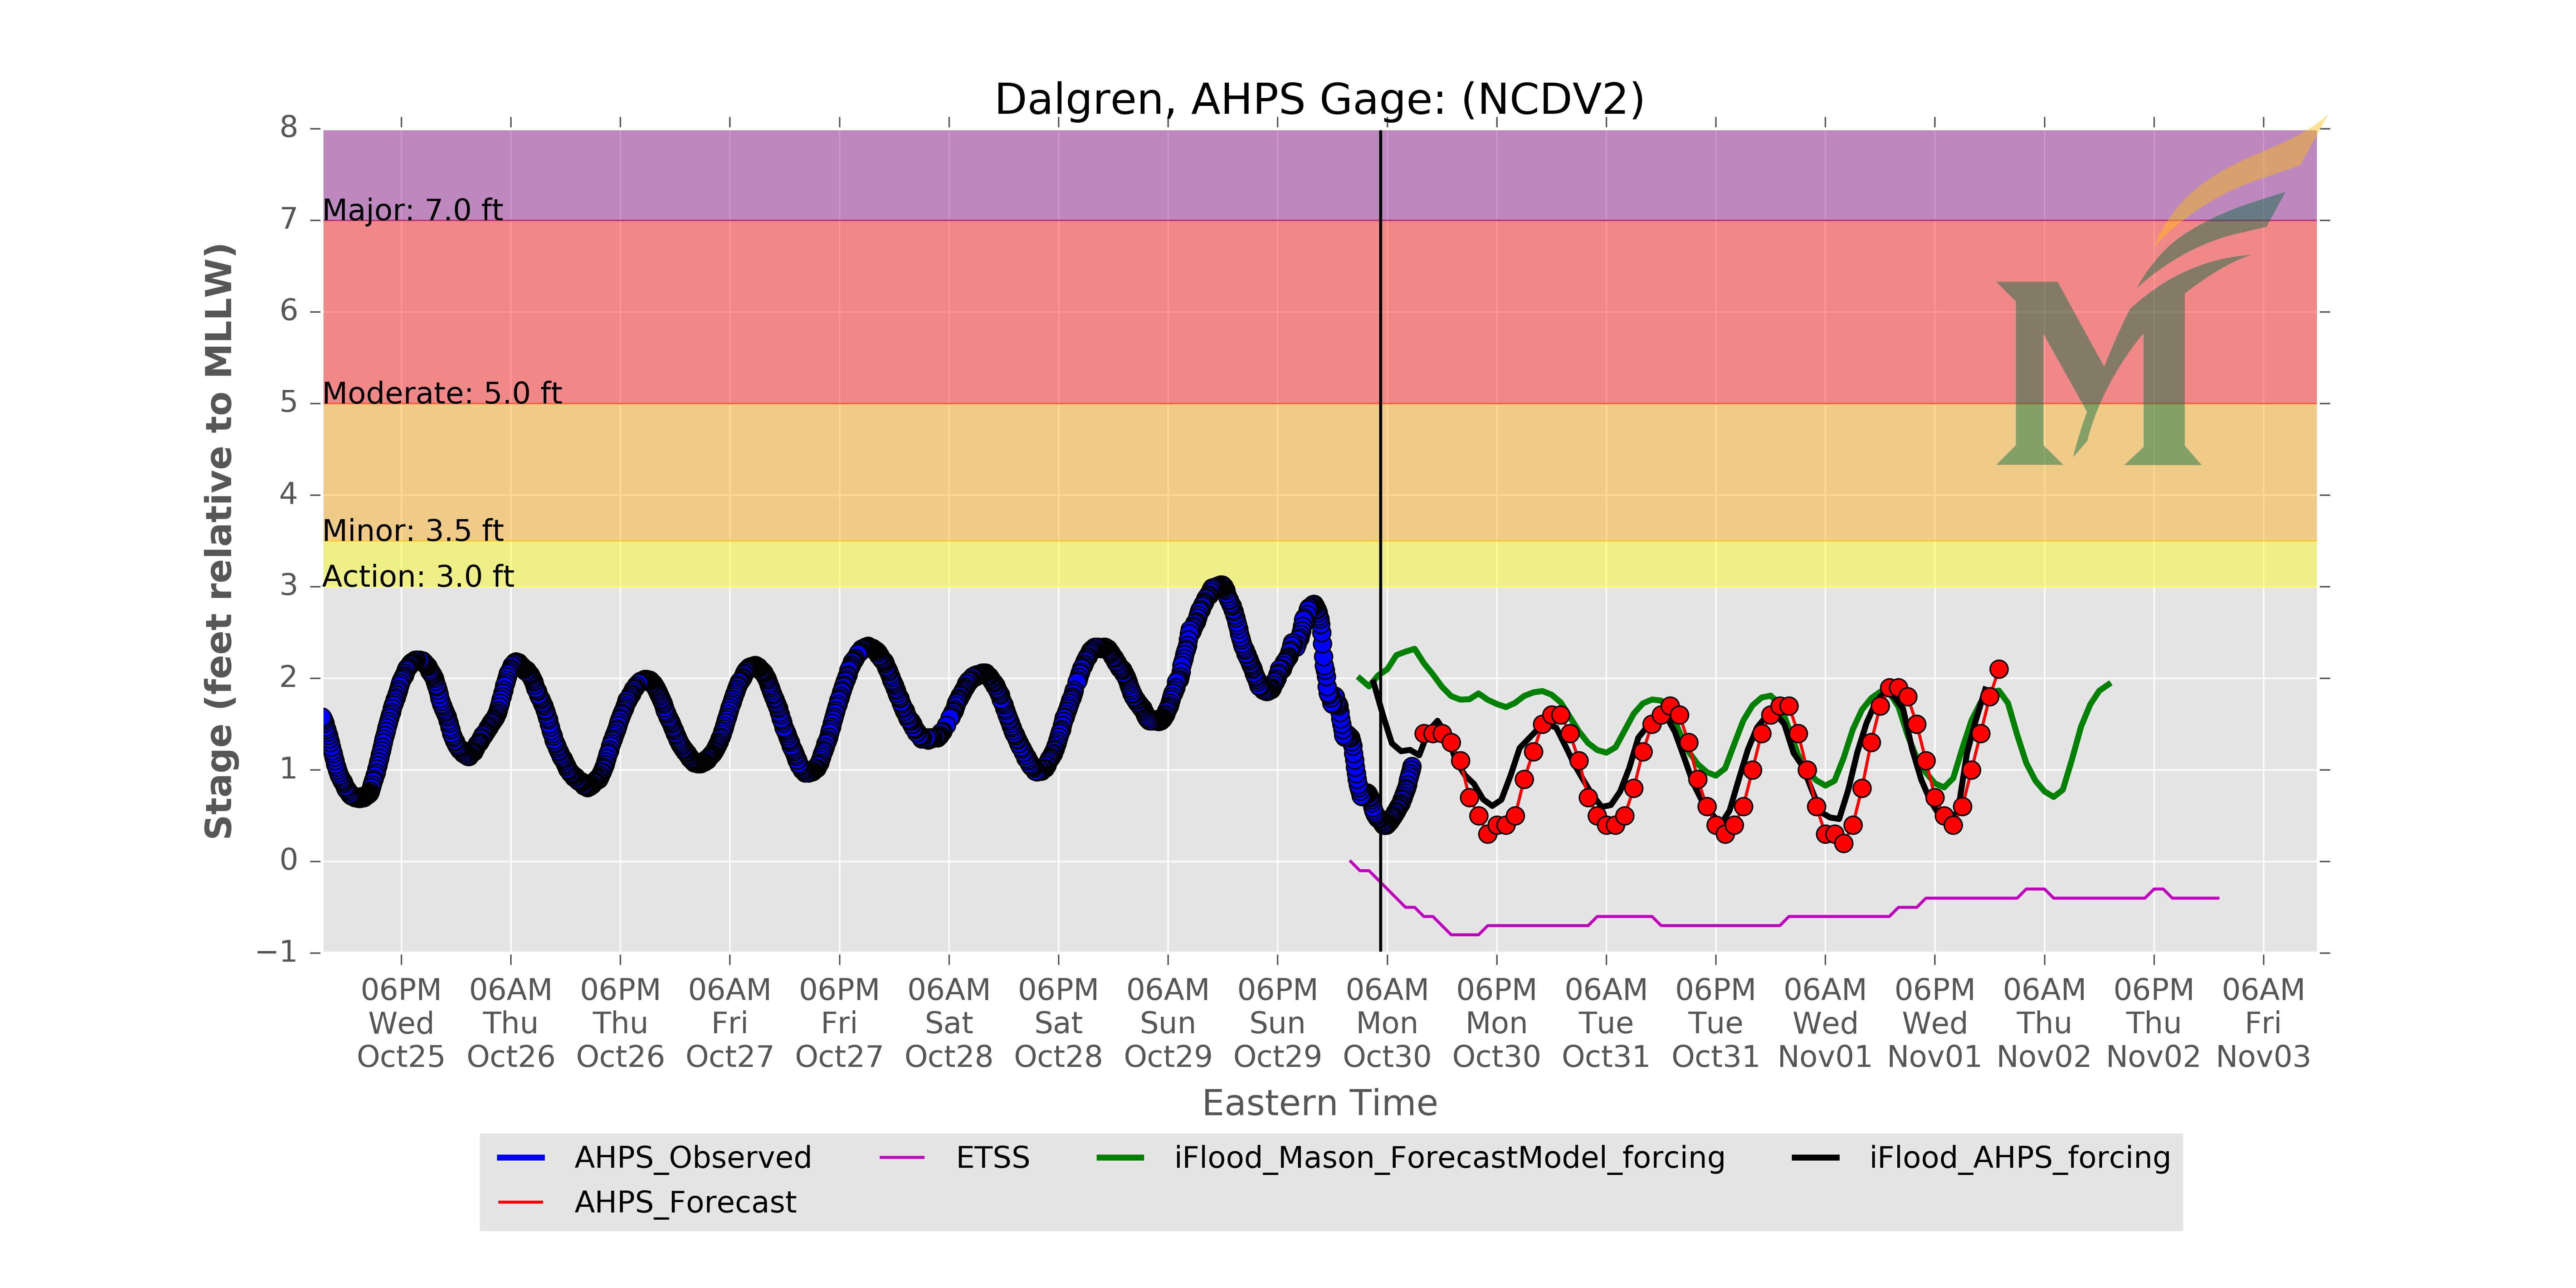 Dalgren, AHPS Gage: (NCDV2)
Stage (feet relative to MLLW)
8
7
6
5
4
3
2
1
0
−1
Major: 7.0 ft
Moderate: 5.0 ft
Minor: 3.5 ft
Action: 3.0 ft
M
06PM 06AM 06PM 06AM 06PM 06AM 06PM 06AM 06PM 06AM 06PM 06AM 06PM 06AM 06PM 06AM 06PM 06AM
Wed Thu Thu Fri Fri Sat Sat Sun Sun Mon Mon Tue Tue Wed Wed Thu Thu Fri
Oct25 Oct26 Oct26 Oct27 Oct27 Oct28 Oct28 Oct29 Oct29 Oct30 Oct30 Oct31 Oct31 Nov01 Nov01 Nov02 Nov02 Nov03
Eastern Time
AHPS_Observed ETSS iFlood_Mason_ForecastModel_forcing iFlood_AHPS_forcing
AHPS_Forecast